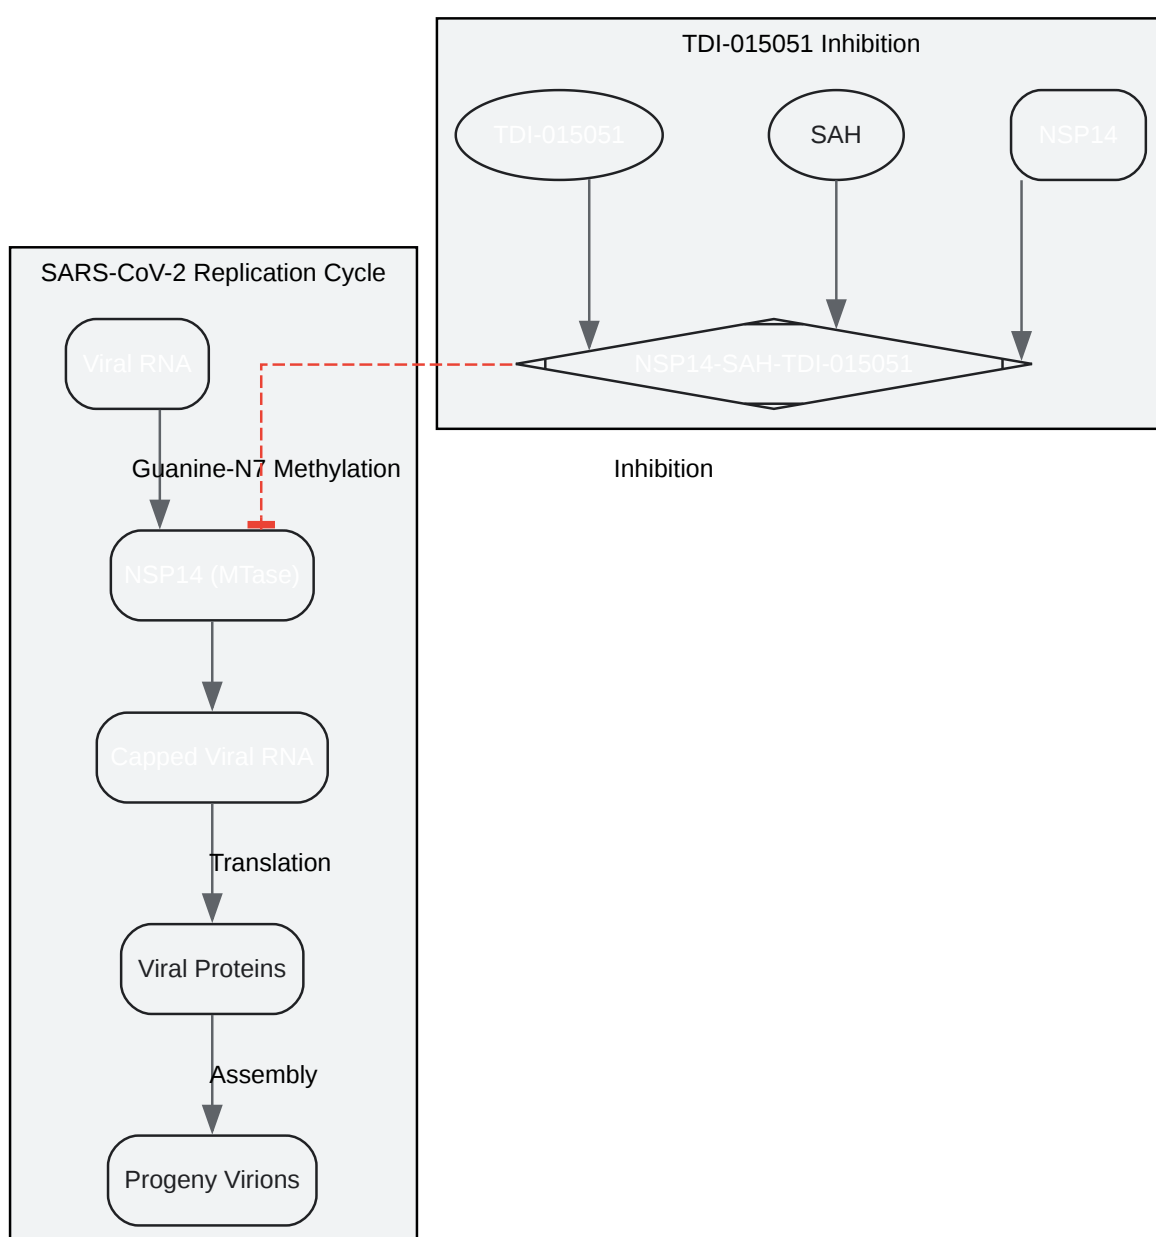 TDI-015051 Inhibition
TDI-015051
SAH
NSP14
NSP14-SAH-TDI-015051
Inhibition
SARS-CoV-2 Replication Cycle
Viral RNA
Guanine-N7 Methylation
NSP14 (MTase)
Capped Viral RNA
Translation
Viral Proteins
Assembly
Progeny Virions